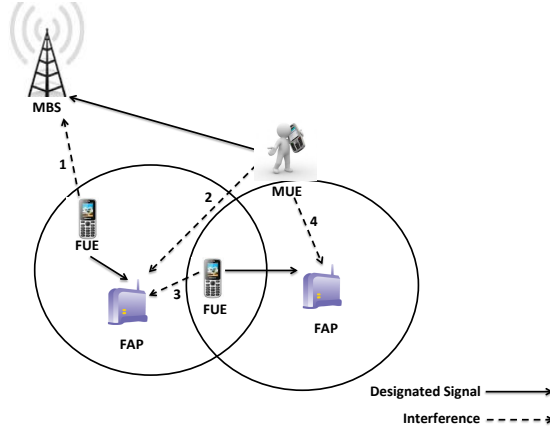 MBS
1
2
MUE
4
FUE
3
FUE
FAP
FAP
Designated Signal
Interference